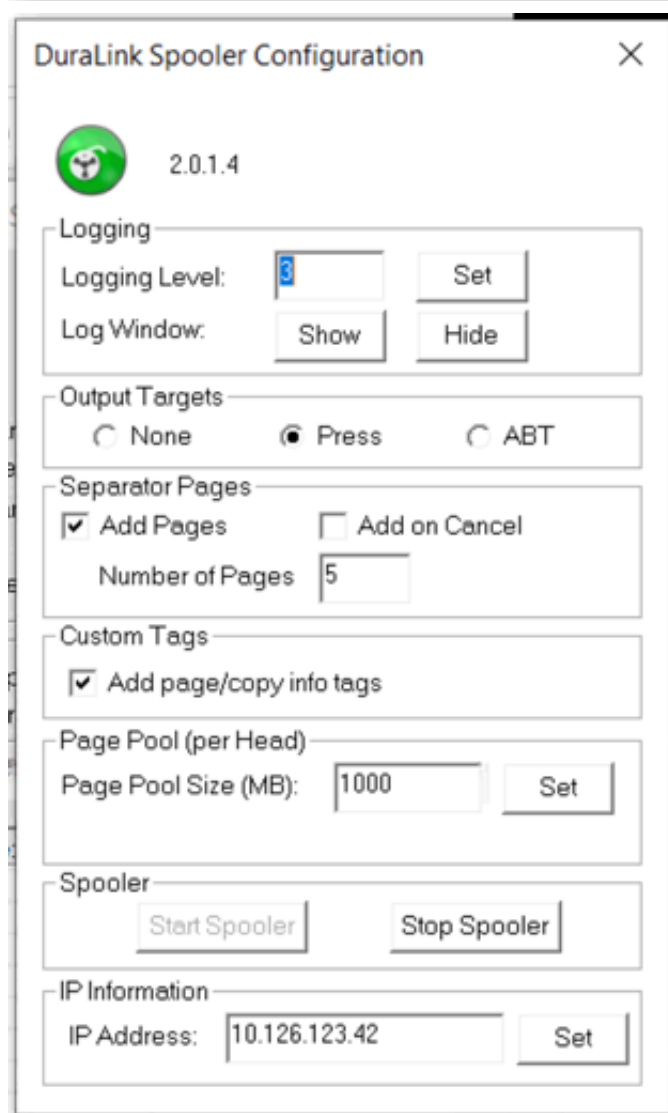 DuraLink Spooler Configuration
2.0.1.4
Logging
Logging Level: 3 Set
Log Window: Show Hide
Output Targets
None Press ABT
Separator Pages
Add Pages Add on Cancel
Number of Pages 5
Custom Tags
Add page/copy info tags
Page Pool (per Head)
Page Pool Size (MB): 1000 Set
Spooler
Start Spooler Stop Spooler
IP Information
IP Address: 10.126.123.42 Set